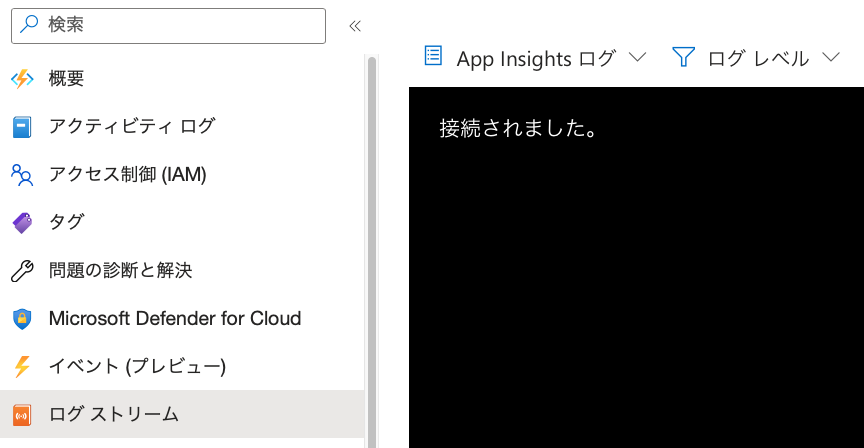 検索
概要
アクティビティ ログ
アクセス制御 (IAM)
タグ
問題の診断と解決
Microsoft Defender for Cloud
イベント (プレビュー)
ログ ストリーム
App Insights ログ
ログ レベル
接続されました。